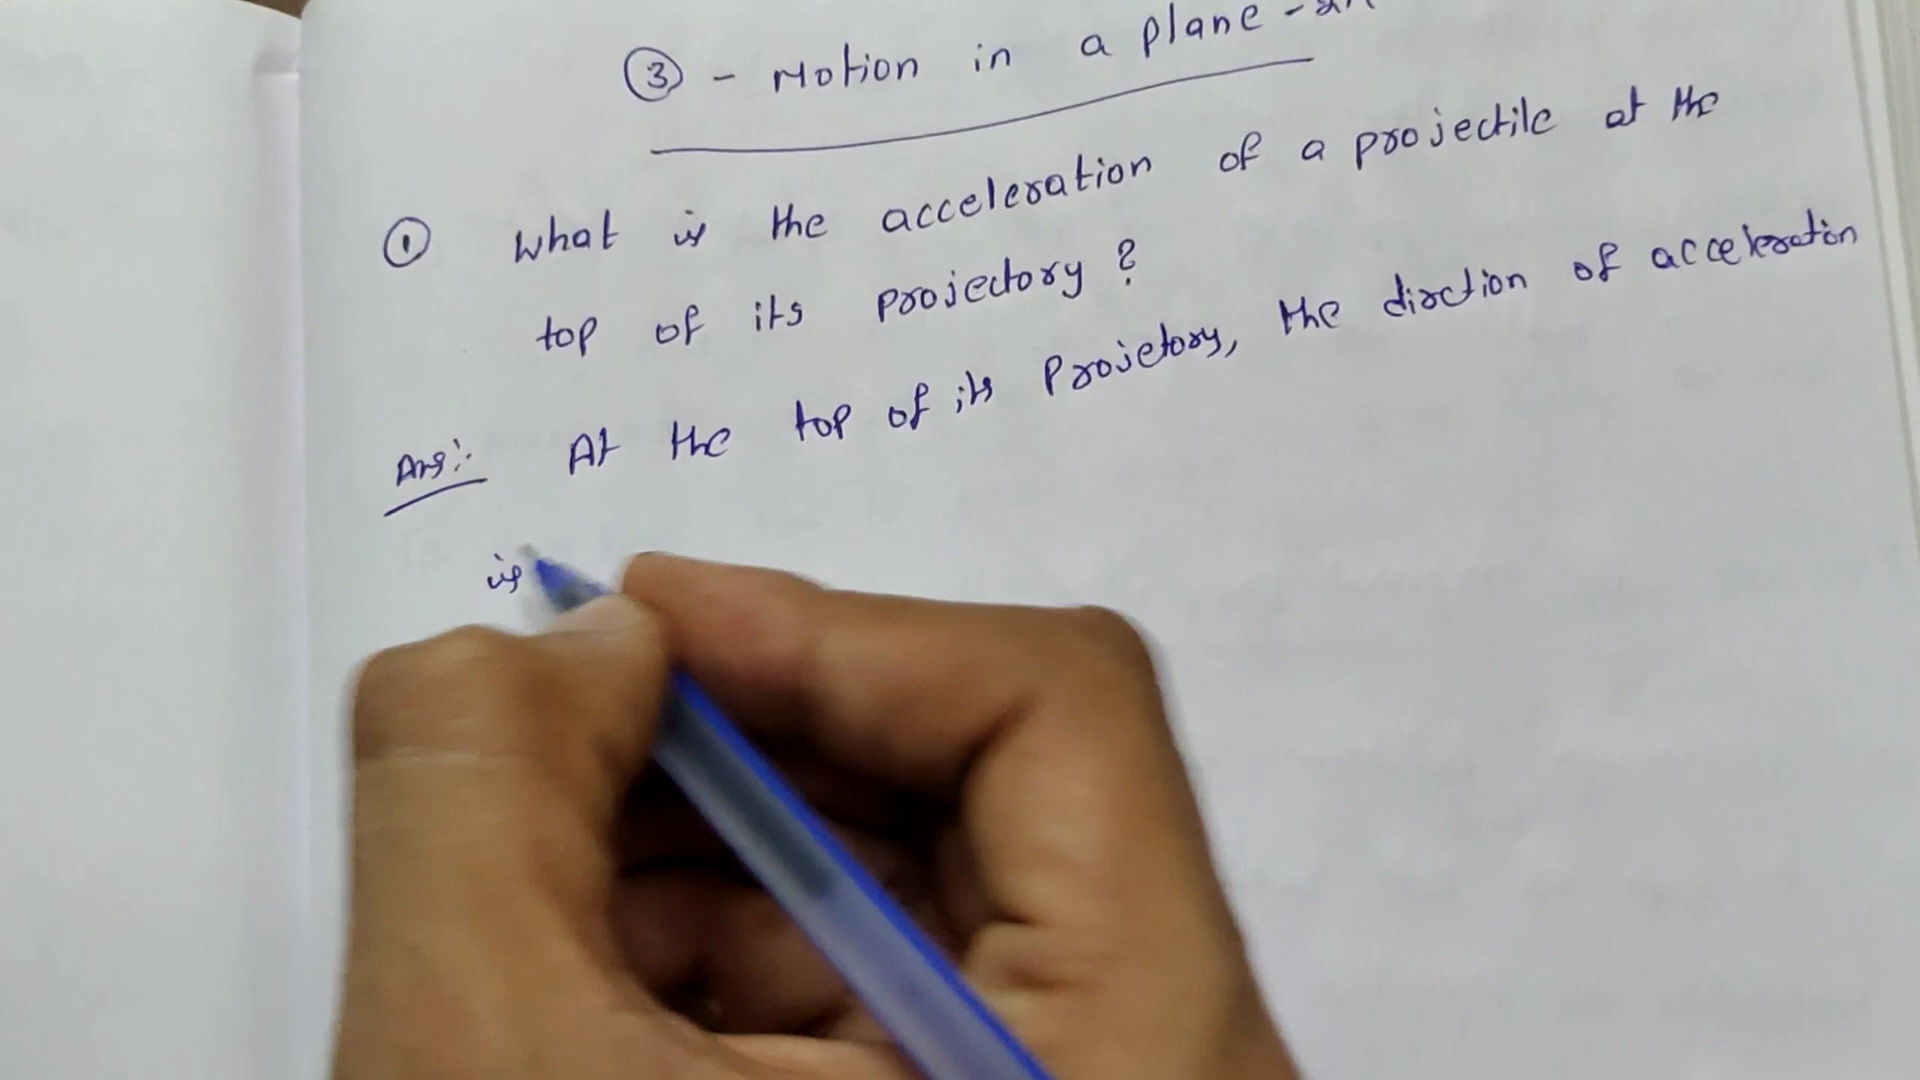 ③ - Motion in a plane -
① What is the acceleration of a projectile at the
top of its projectory ?
Ans:- At the top of its Projetory, the dirction of acceleration
is